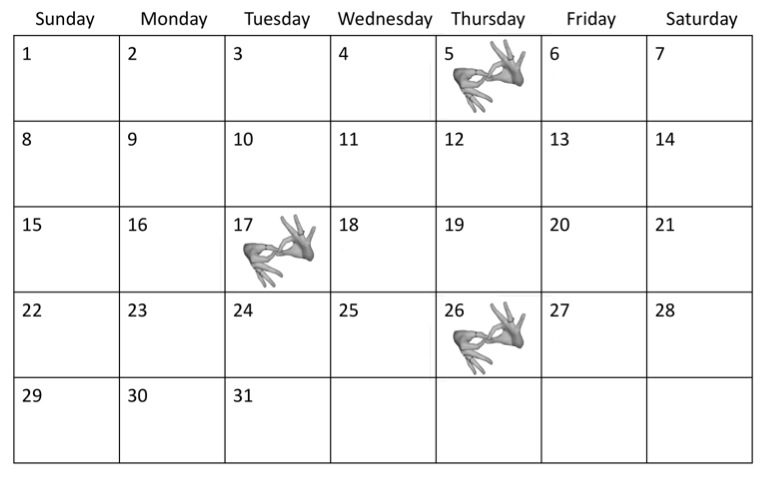 Sunday Monday Tuesday Wednesday Thursday Friday Saturday
1 2 3 4 5 6 7
8 9 10 11 12 13 14
15 16 17 18 19 20 21
22 23 24 25 26 27 28
29 30 31